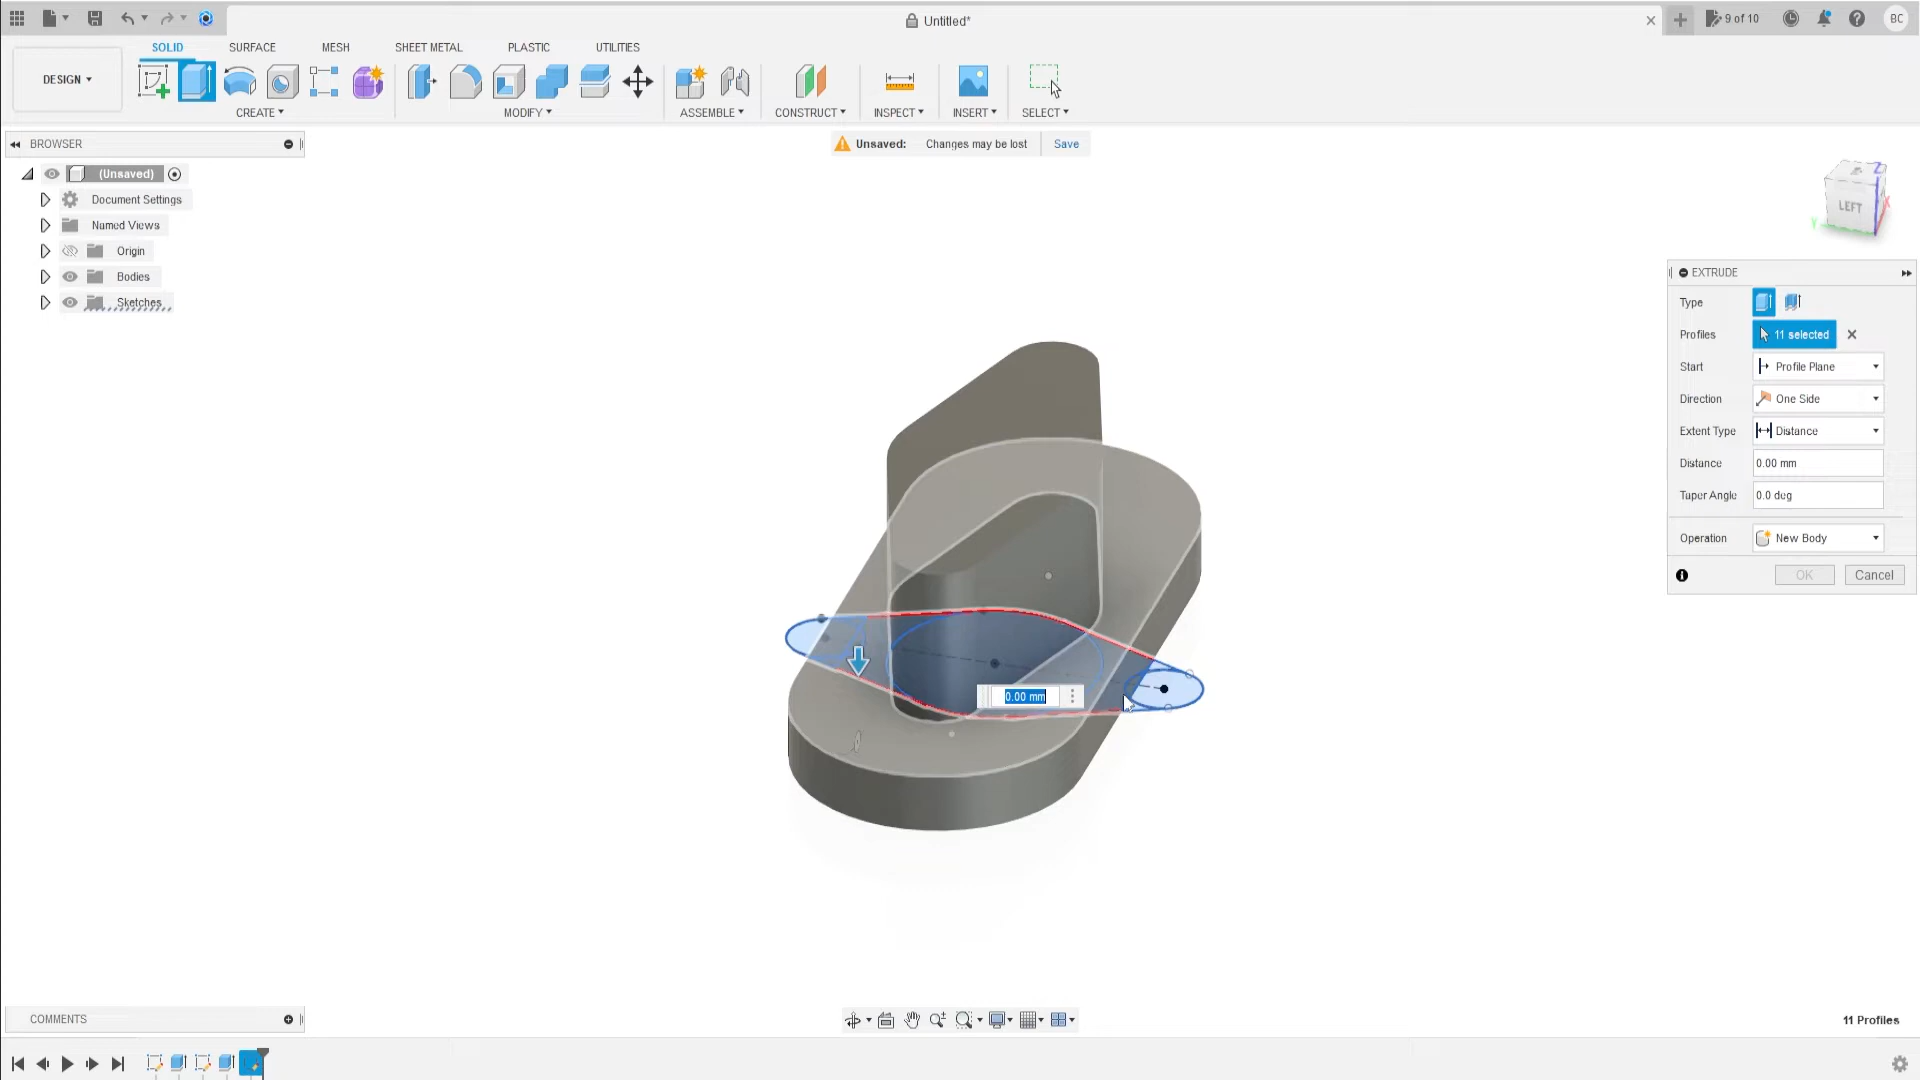 Untitled*
9 of 10
BC
DESIGN
SOLID
SURFACE
MESH
SHEET METAL
PLASTIC
UTILITIES
CREATE
MODIFY
ASSEMBLE
CONSTRUCT
INSPECT
INSERT
SELECT
BROWSER
Unsaved: Changes may be lost
Save
(Unsaved)
Document Settings
Named Views
Origin
Bodies
Sketches
LEFT
Z
X
Y
EXTRUDE
Type
Profiles
11 selected
Start
Profile Plane
Direction
One Side
Extent Type
Distance
Distance
0.00 mm
Taper Angle
0.0 deg
Operation
New Body
OK
Cancel
0.00 mm
COMMENTS
11 Profiles